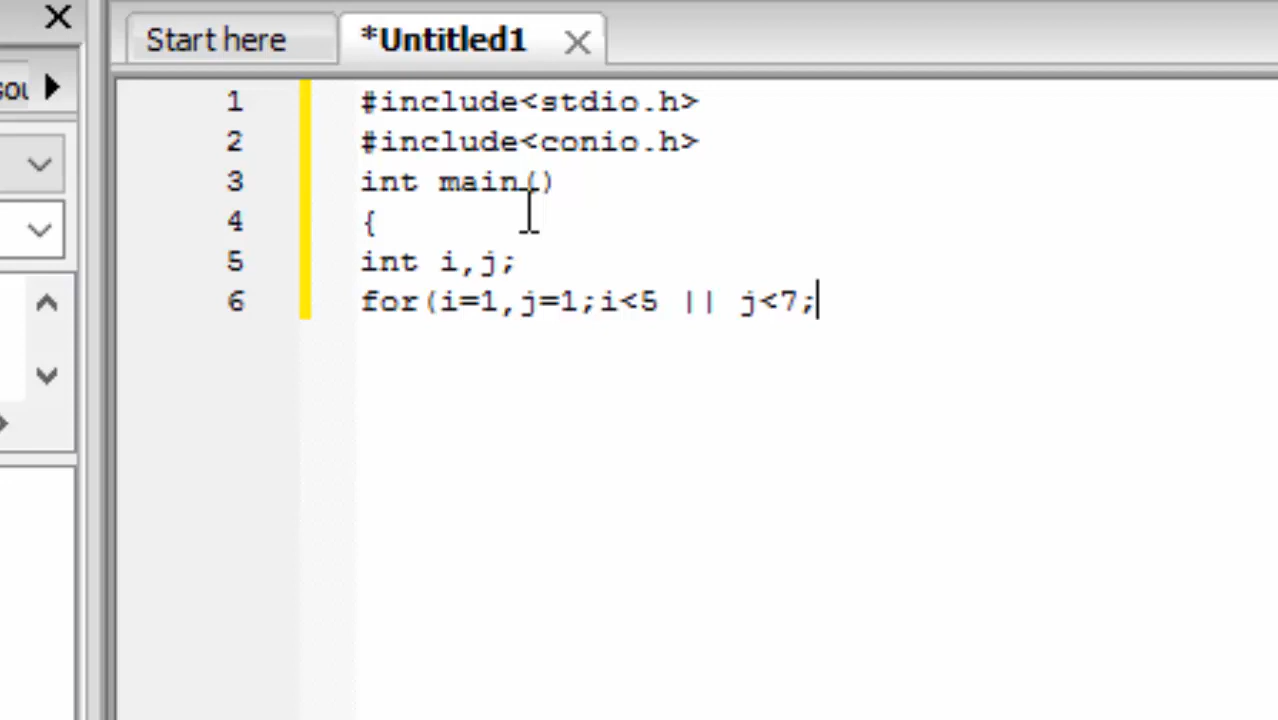 Start here
*Untitled1
1 #include<stdio.h>
2 #include<conio.h>
3 int main()
4 {
5 int i,j;
6 for(i=1,j=1;i<5 || j<7;